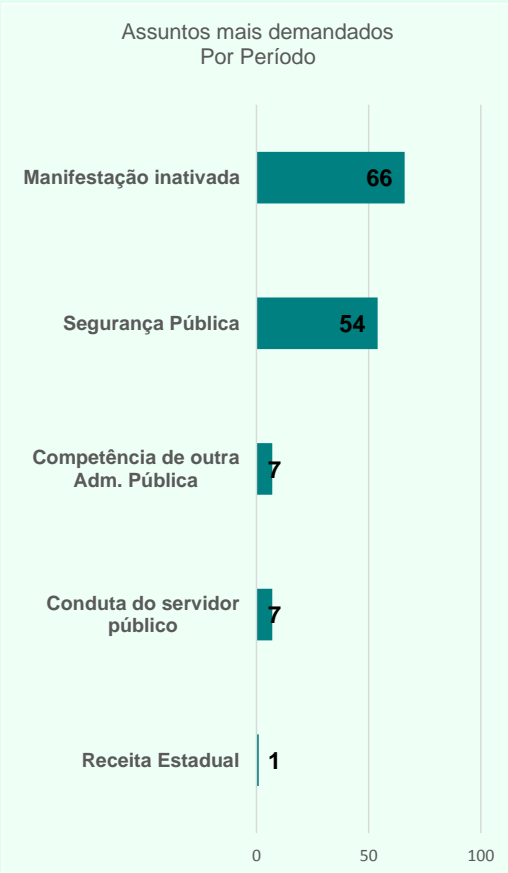 Assuntos mais demandados
Por Período
Manifestação inativada
66
Segurança Pública
54
Competência de outra
Adm. Pública
7
Conduta do servidor
público
7
Receita Estadual
1
0
50
100